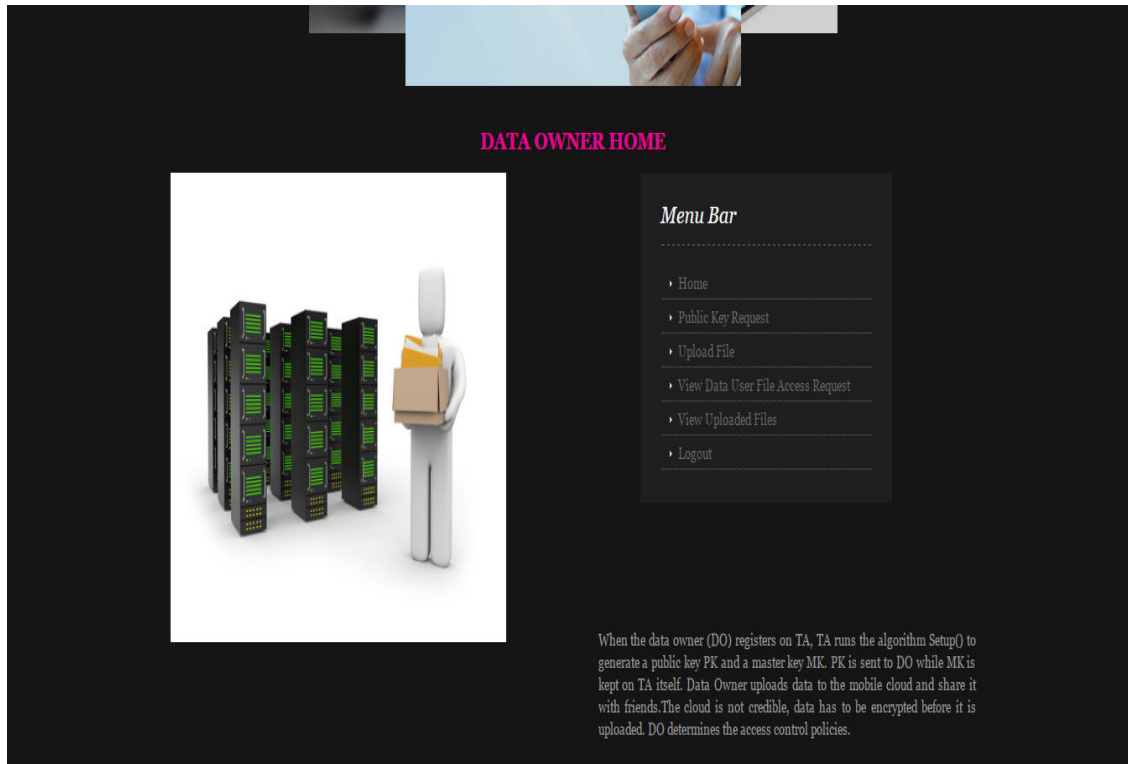 DATA OWNER HOME
Menu Bar
Home
Public Key Request
Upload File
View Data User File Access Request
View Uploaded Files
Logout
When the data owner (DO) registers on TA, TA runs the algorithm Setup() to
generate a public key PK and a master key MK. PK is sent to DO while MK is
kept on TA itself. Data Owner uploads data to the mobile cloud and share it
with friends.The cloud is not credible, data has to be encrypted before it is
uploaded. DO determines the access control policies.